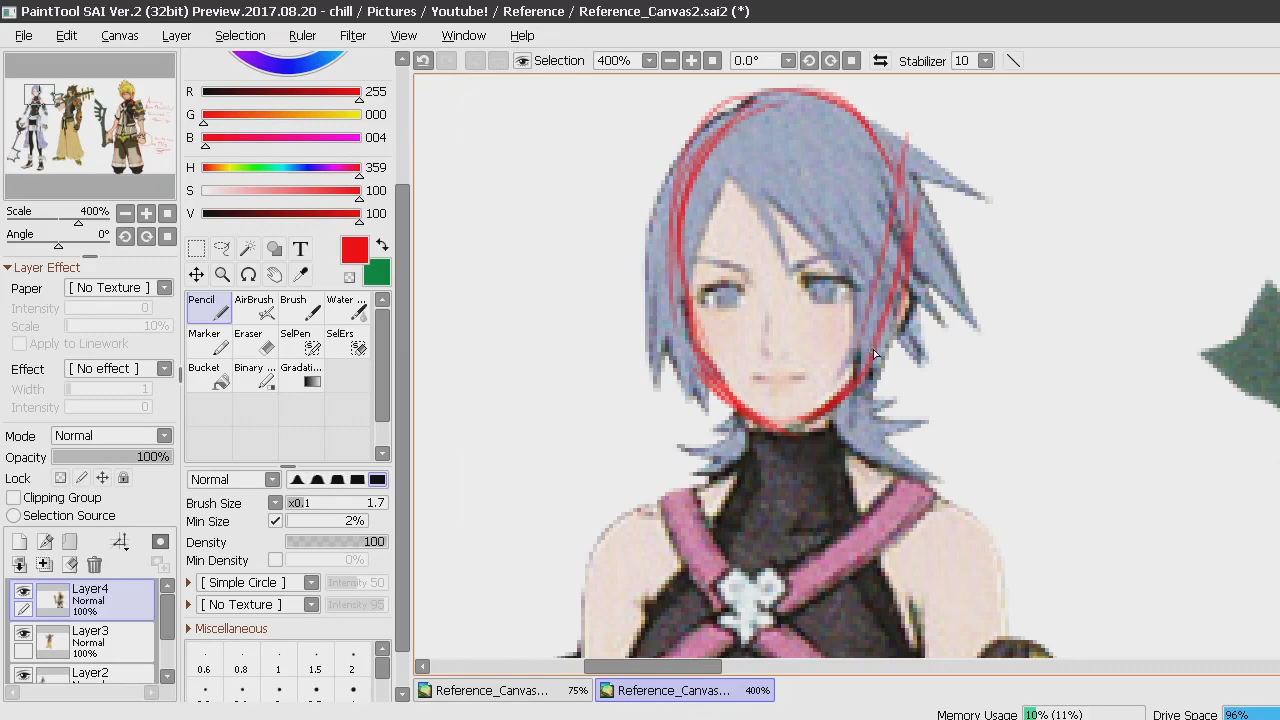 PaintTool SAI Ver.2 (32bit) Preview.2017.08.20 - chill / Pictures / Youtube! / Reference / Reference_Canvas2.sai2 (*)
File Edit Canvas Layer Selection Ruler Filter View Window Help
Selection 400% 0.0° Stabilizer 10
R 255
G 000
B 004
H 359
S 100
V 100
Scale 400%
Angle 0°
Layer Effect
Paper [ No Texture ]
Intensity 0
Scale 10%
Apply to Linework
Effect [ No effect ]
Width 1
Intensity 0
Mode Normal
Opacity 100%
Lock
Clipping Group
Selection Source
Layer4
Normal
100%
Layer3
Normal
100%
Layer2
T
Pencil AirBrush Brush Water ...
Marker Eraser SelPen SelErs
Bucket Binary ... Gradati...
Normal
Brush Size x0.1 1.7
Min Size 2%
Density 100
Min Density 0%
[ Simple Circle ] Intensity 50
[ No Texture ] Intensity 95
Miscellaneous
0.6 0.8 1 1.5 2
Reference_Canvas... 75% Reference_Canvas... 400%
Memory Usage 10% (11%) Drive Space 96%